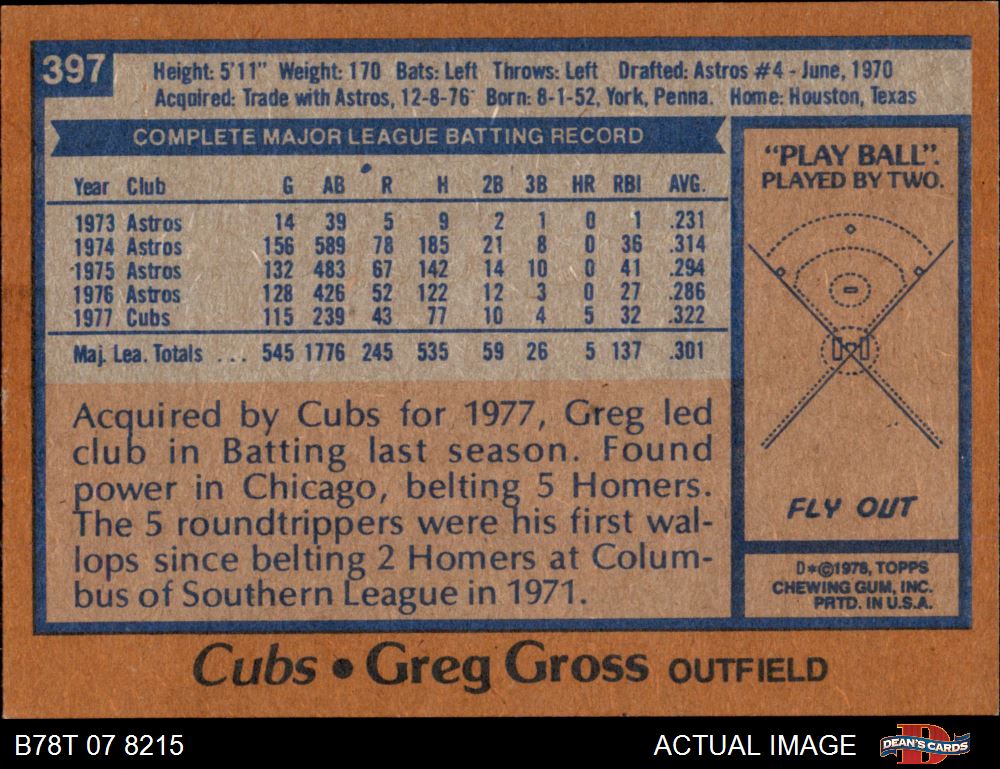 397
Height: 5'11" Weight: 170 Bats: Left Throws: Left Drafted: Astros #4 - June, 1970
Acquired: Trade with Astros, 12-8-76 Born: 8-1-52, York, Penna. Home: Houston, Texas
COMPLETE MAJOR LEAGUE BATTING RECORD
Year Club G AB R H 2B 3B HR RBI AVG.
1973 Astros 14 39 5 9 2 1 0 1 .231
1974 Astros 156 589 78 185 21 8 0 36 .314
1975 Astros 132 483 67 142 14 10 0 41 .294
1976 Astros 128 426 52 122 12 3 0 27 .286
1977 Cubs 115 239 43 77 10 4 5 32 .322
Maj. Lea. Totals ... 545 1776 245 535 59 26 5 137 .301
Acquired by Cubs for 1977, Greg led
club in Batting last season. Found
power in Chicago, belting 5 Homers.
The 5 roundtrippers were his first wal-
lops since belting 2 Homers at Colum-
bus of Southern League in 1971.
"PLAY BALL".
PLAYED BY TWO.
FLY OUT
D*©1978, TOPPS
CHEWING GUM, INC.
PRTD. IN U.S.A.
Cubs • Greg Gross OUTFIELD
B78T 07 8215
ACTUAL IMAGE
DEAN'S CARDS